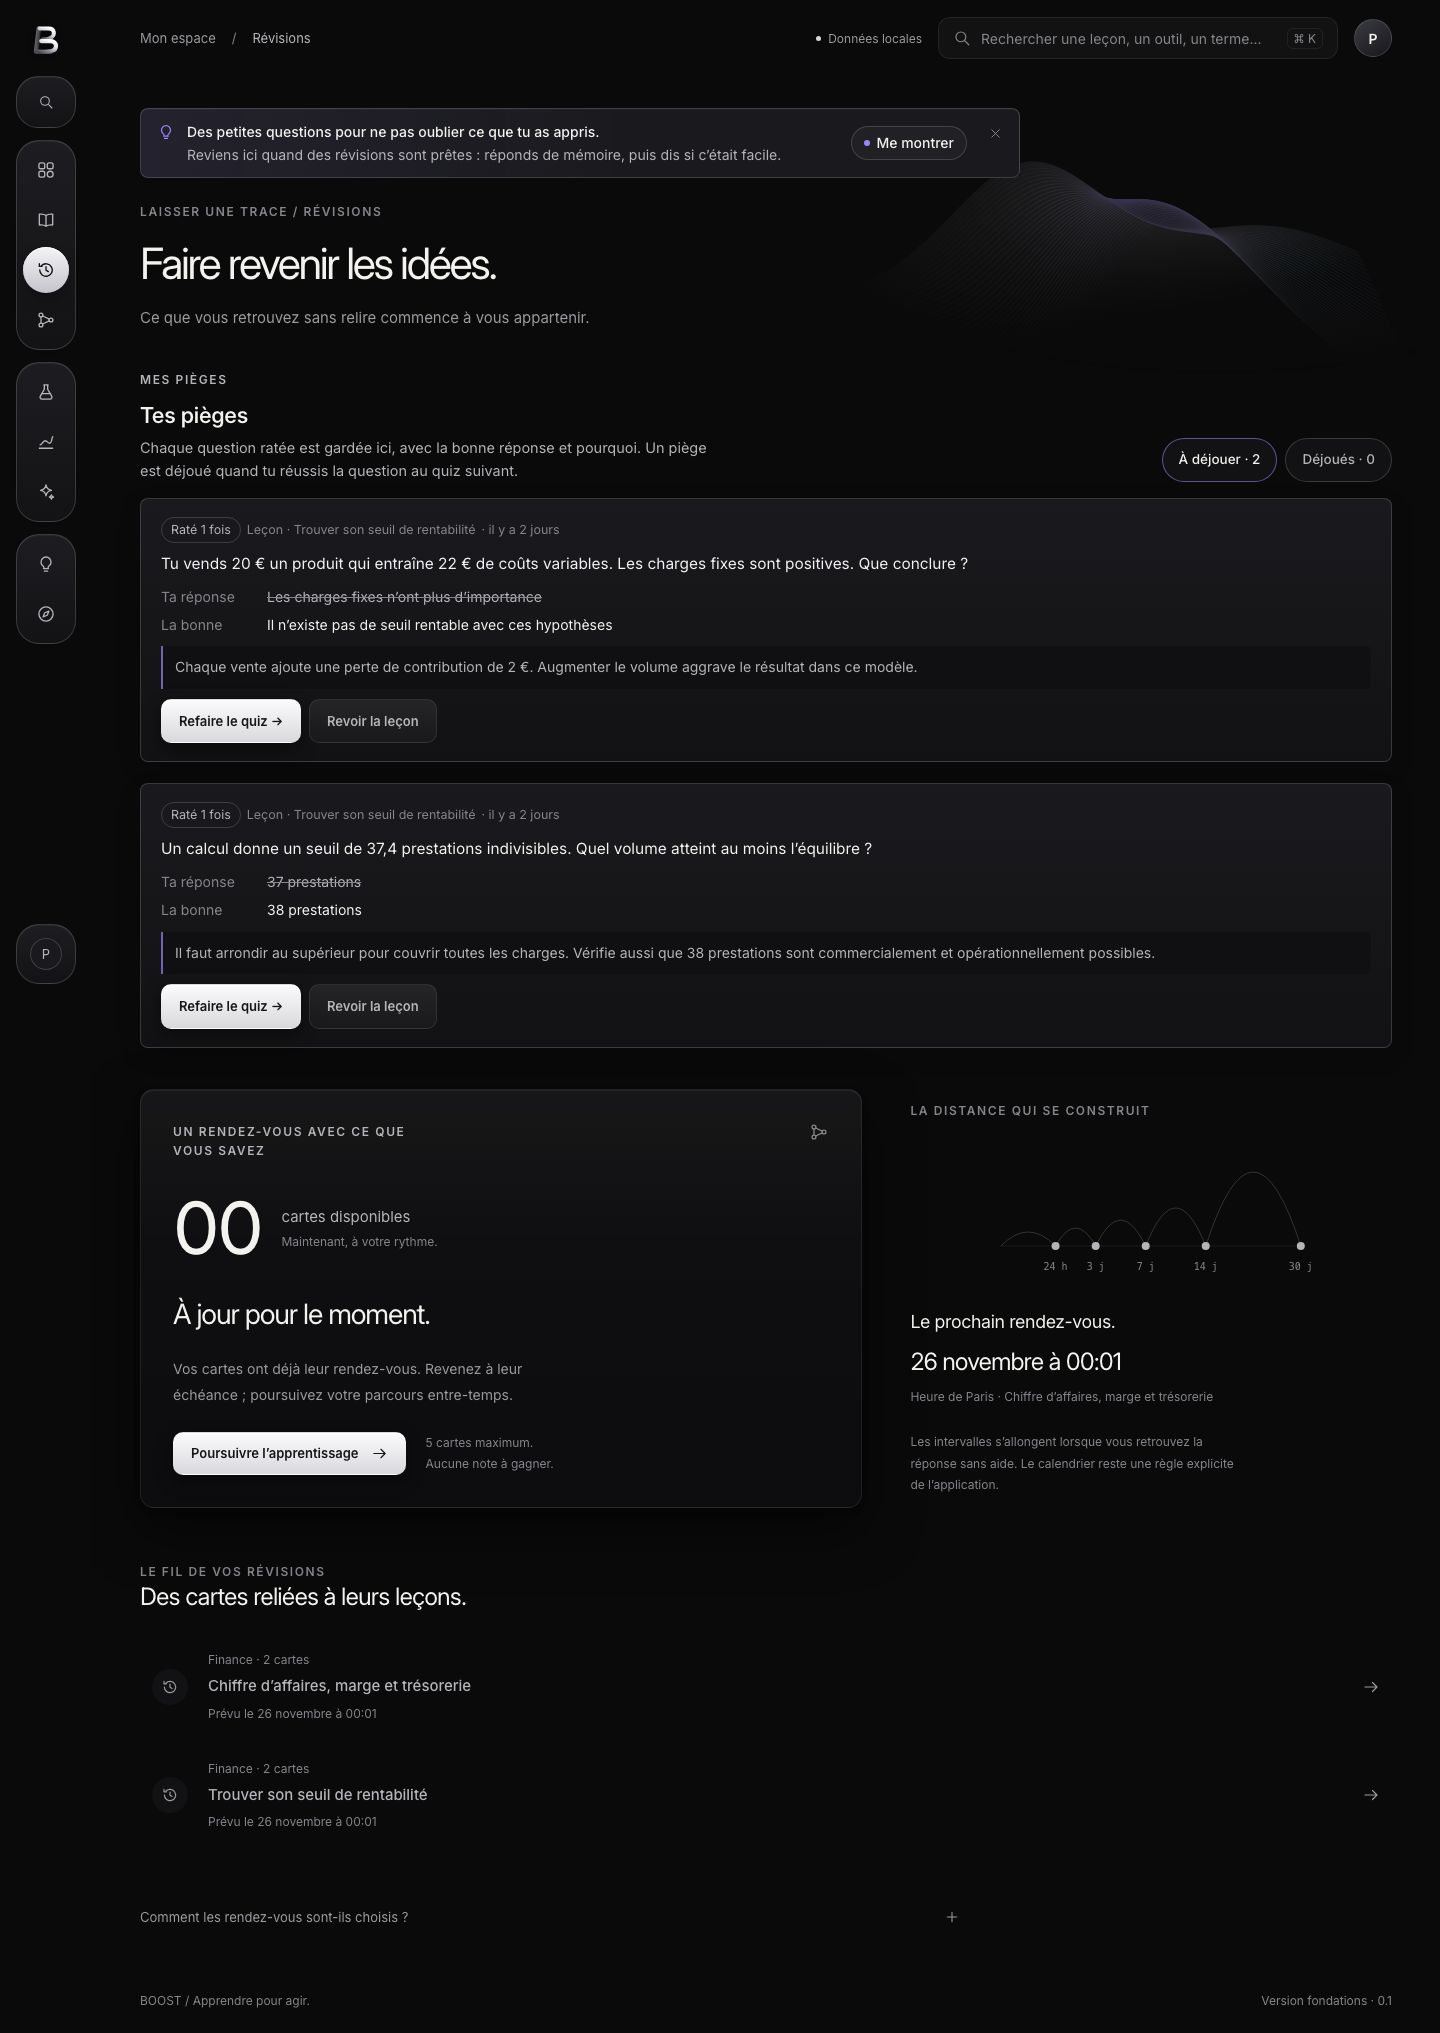 B
Mon espace / Révisions
Données locales
Rechercher une leçon, un outil, un terme...
⌘ K
P
Des petites questions pour ne pas oublier ce que tu as appris.
Reviens ici quand des révisions sont prêtes : réponds de mémoire, puis dis si c’était facile.
Me montrer
LAISSER UNE TRACE / RÉVISIONS
Faire revenir les idées.
Ce que vous retrouvez sans relire commence à vous appartenir.
MES PIÈGES
Tes pièges
Chaque question ratée est gardée ici, avec la bonne réponse et pourquoi. Un piège
est déjoué quand tu réussis la question au quiz suivant.
À déjouer · 2
Déjoués · 0
Raté 1 fois Leçon · Trouver son seuil de rentabilité · il y a 2 jours
Tu vends 20 € un produit qui entraîne 22 € de coûts variables. Les charges fixes sont positives. Que conclure ?
Ta réponse Les charges fixes n’ont plus d’importance
La bonne Il n’existe pas de seuil rentable avec ces hypothèses
Chaque vente ajoute une perte de contribution de 2 €. Augmenter le volume aggrave le résultat dans ce modèle.
Refaire le quiz →
Revoir la leçon
Raté 1 fois Leçon · Trouver son seuil de rentabilité · il y a 2 jours
Un calcul donne un seuil de 37,4 prestations indivisibles. Quel volume atteint au moins l’équilibre ?
Ta réponse 37 prestations
La bonne 38 prestations
Il faut arrondir au supérieur pour couvrir toutes les charges. Vérifie aussi que 38 prestations sont commercialement et opérationnellement possibles.
Refaire le quiz →
Revoir la leçon
P
UN RENDEZ-VOUS AVEC CE QUE
VOUS SAVEZ
00
cartes disponibles
Maintenant, à votre rythme.
À jour pour le moment.
Vos cartes ont déjà leur rendez-vous. Revenez à leur
échéance ; poursuivez votre parcours entre-temps.
Poursuivre l’apprentissage →
5 cartes maximum.
Aucune note à gagner.
LA DISTANCE QUI SE CONSTRUIT
24 h 3 j 7 j 14 j 30 j
Le prochain rendez-vous.
26 novembre à 00:01
Heure de Paris · Chiffre d’affaires, marge et trésorerie
Les intervalles s’allongent lorsque vous retrouvez la
réponse sans aide. Le calendrier reste une règle explicite
de l’application.
LE FIL DE VOS RÉVISIONS
Des cartes reliées à leurs leçons.
Finance · 2 cartes
Chiffre d’affaires, marge et trésorerie
Prévu le 26 novembre à 00:01
Finance · 2 cartes
Trouver son seuil de rentabilité
Prévu le 26 novembre à 00:01
Comment les rendez-vous sont-ils choisis ?
BOOST / Apprendre pour agir.
Version fondations · 0.1